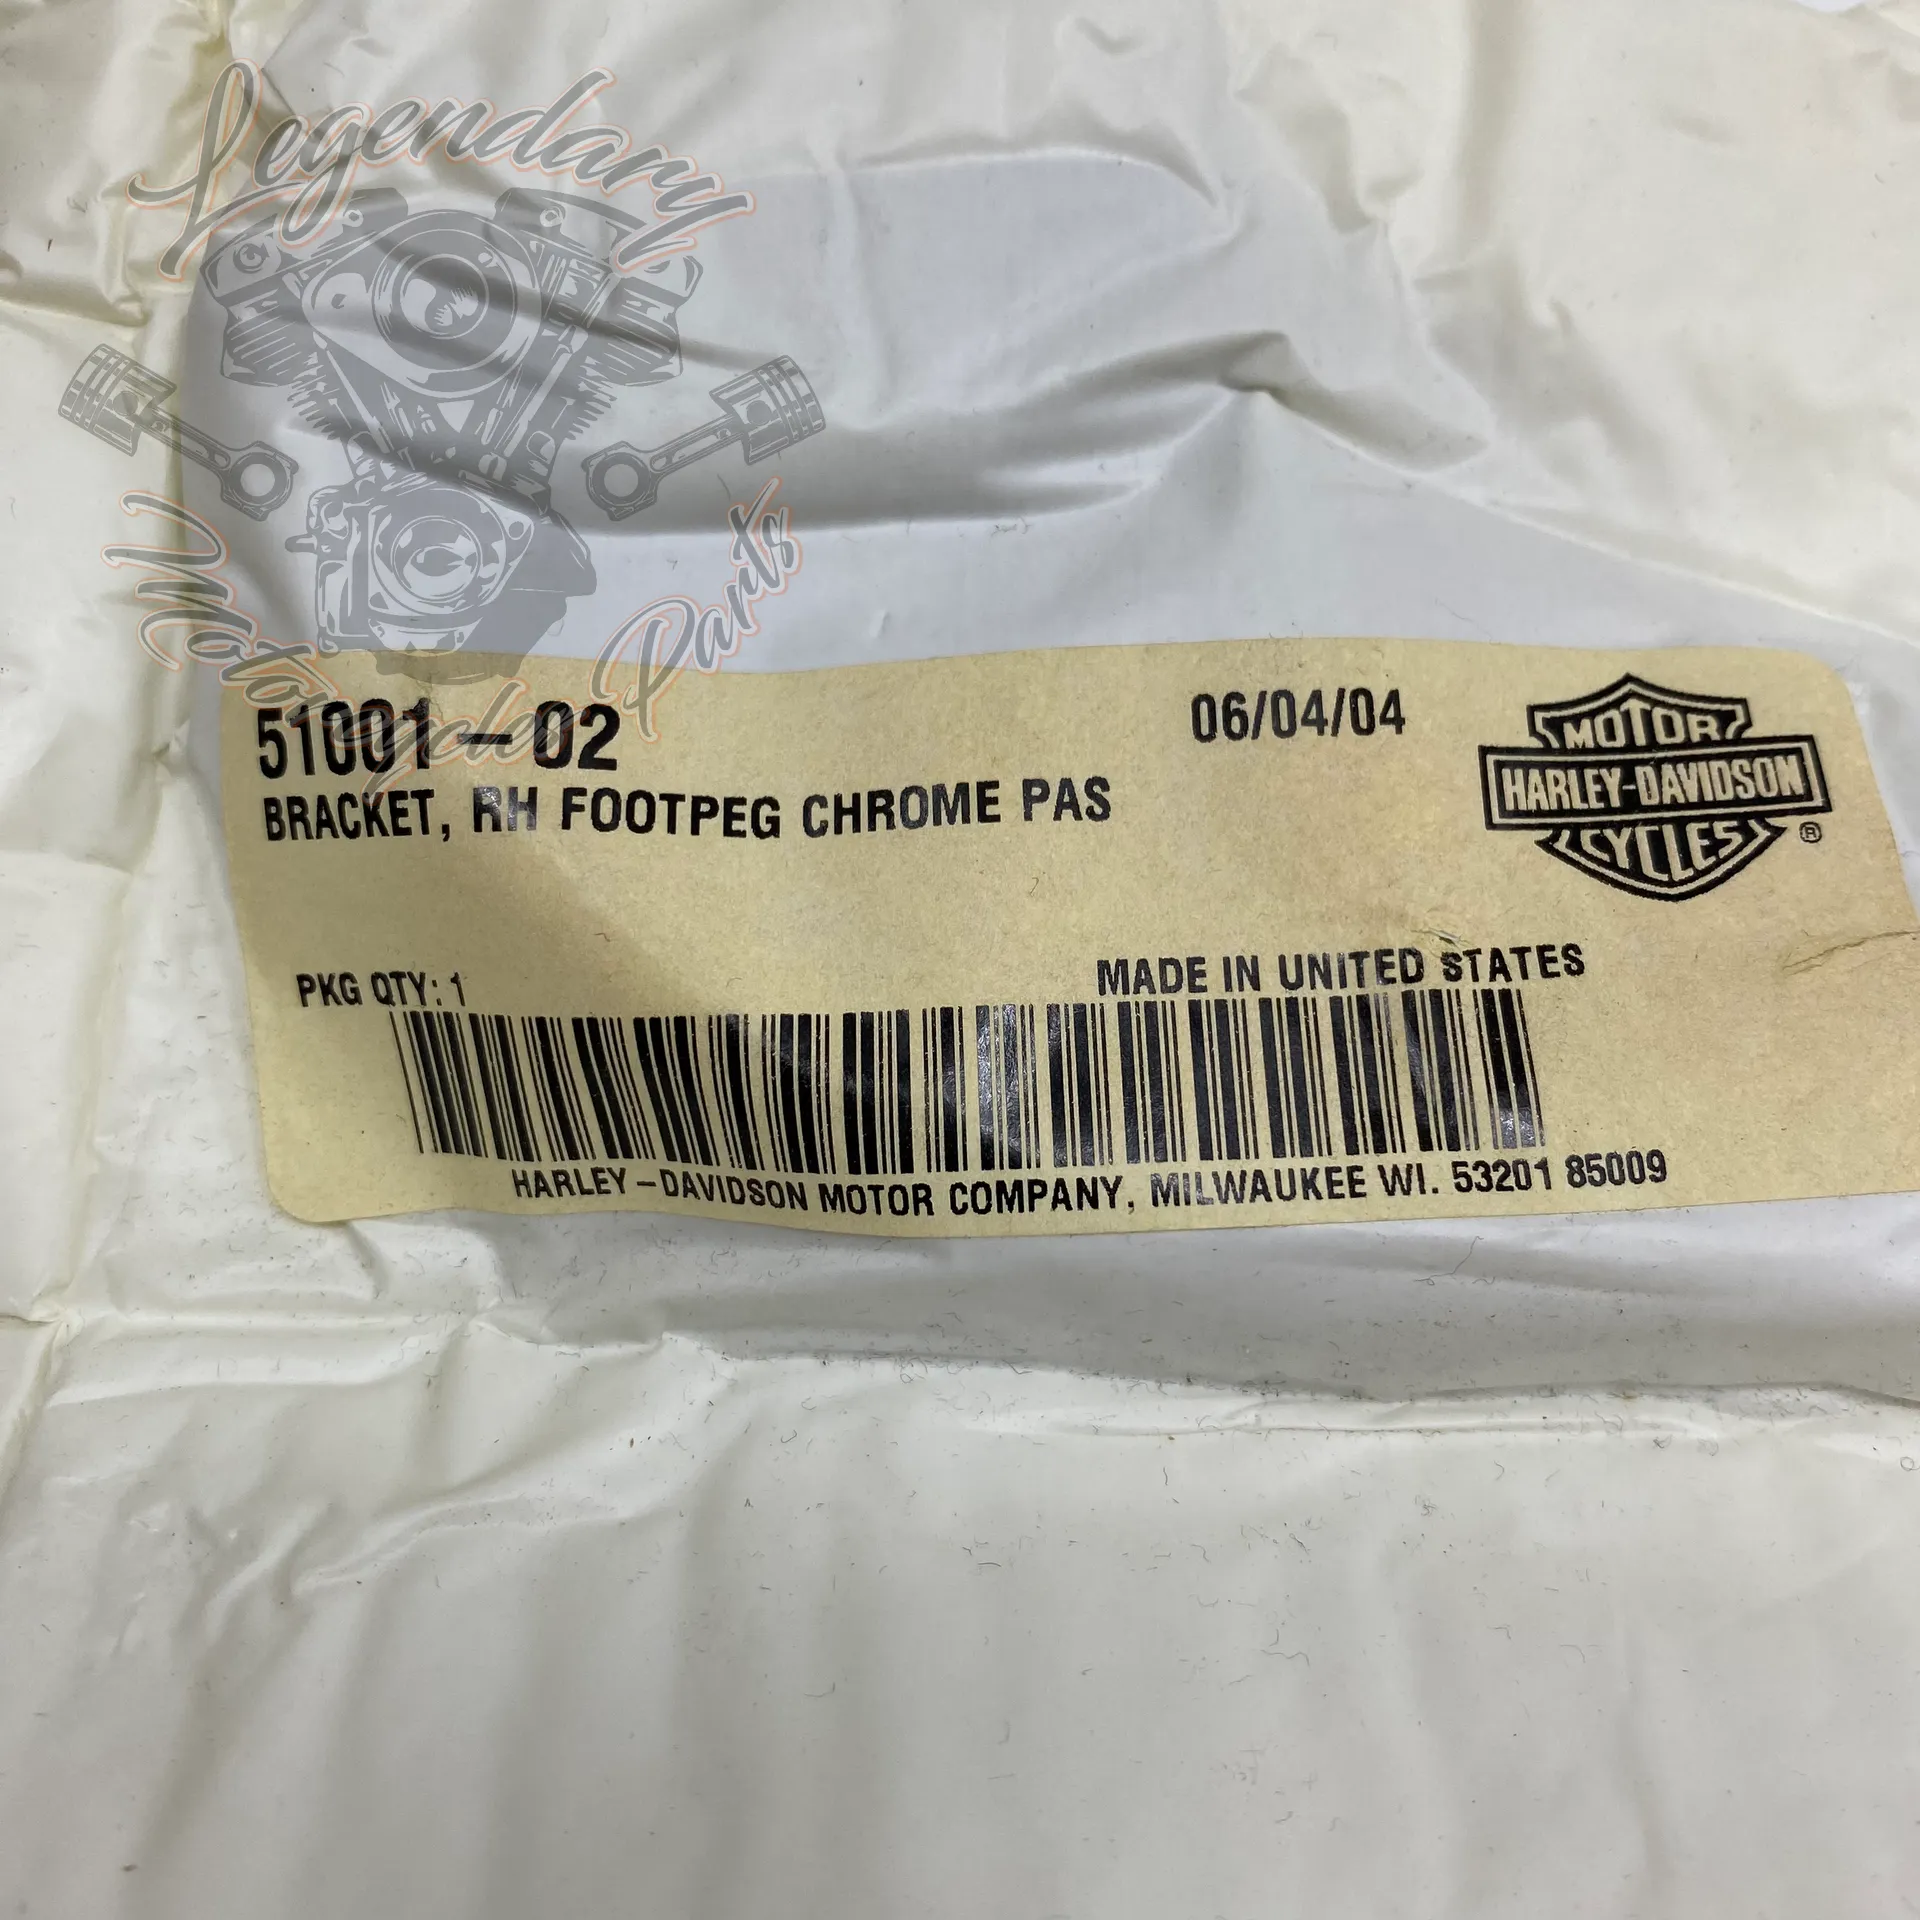 Legendary
Motorcycles Parts
51001-02
06/04/04
BRACKET, RH FOOTPEG CHROME PAS
MOTOR
HARLEY-DAVIDSON
CYCLES
®
PKG QTY: 1
MADE IN UNITED STATES
HARLEY-DAVIDSON MOTOR COMPANY, MILWAUKEE WI. 53201 85009